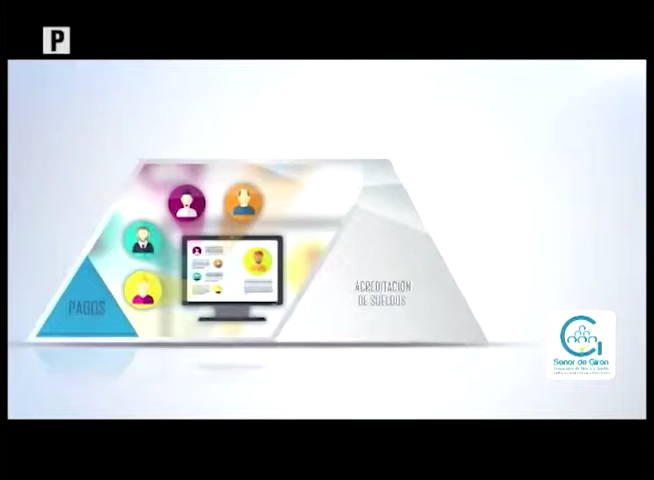 P
PAGOS
ACREDITACIÓN
DE SUELDOS
Señor de Girón